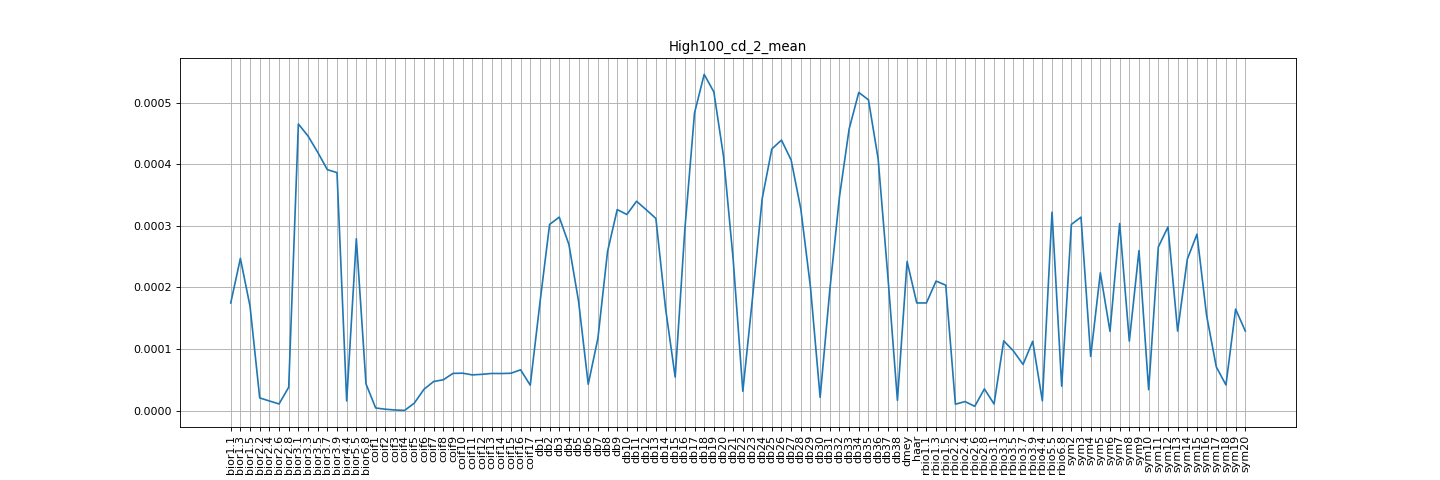 High100_cd_2_mean
0.0005
0.0004
0.0003
0.0002
0.0001
0.0000
bior1.1
bior1.3
bior1.5
bior2.2
bior2.4
bior2.6
bior2.8
bior3.1
bior3.3
bior3.5
bior3.7
bior3.9
bior4.4
bior5.5
bior6.8
coif1
coif2
coif3
coif4
coif5
coif6
coif7
coif8
coif9
coif10
coif11
coif12
coif13
coif14
coif15
coif16
coif17
db1
db2
db3
db4
db5
db6
db7
db8
db9
db10
db11
db12
db13
db14
db15
db16
db17
db18
db19
db20
db21
db22
db23
db24
db25
db26
db27
db28
db29
db30
db31
db32
db33
db34
db35
db36
db37
db38
dmey
haar
rbio1.1
rbio1.3
rbio1.5
rbio2.2
rbio2.4
rbio2.6
rbio2.8
rbio3.1
rbio3.3
rbio3.5
rbio3.7
rbio3.9
rbio4.4
rbio5.5
rbio6.8
sym2
sym3
sym4
sym5
sym6
sym7
sym8
sym9
sym10
sym11
sym12
sym13
sym14
sym15
sym16
sym17
sym18
sym19
sym20